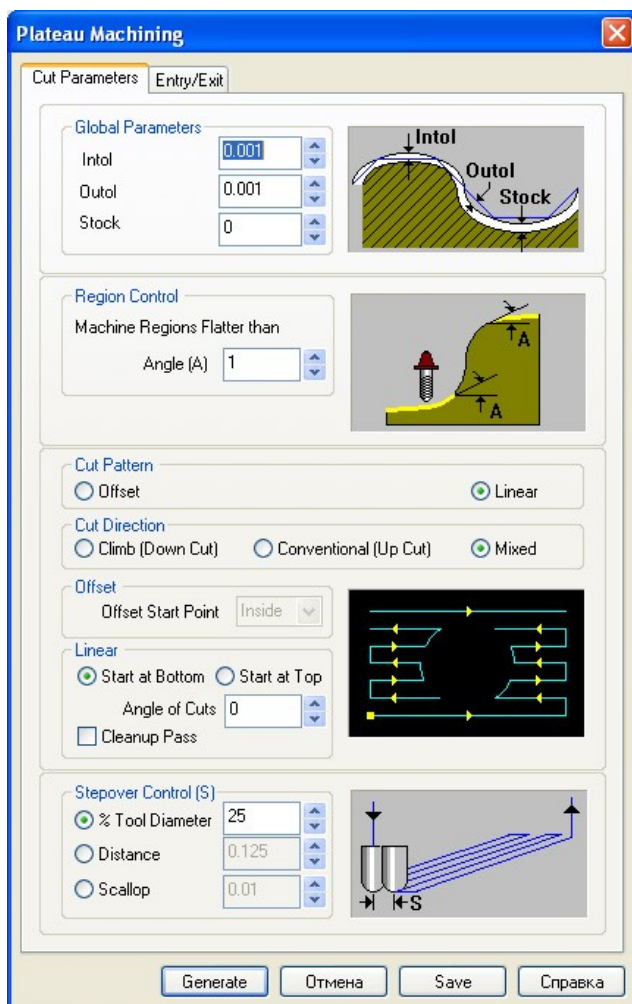 Plateau Machining
Cut Parameters Entry/Exit
Global Parameters
Intol 0.001
Outol 0.001
Stock 0
Intol
Outol
Stock
Region Control
Machine Regions Flatter than
Angle (A) 1
A
A
Cut Pattern
Offset Linear
Cut Direction
Climb (Down Cut) Conventional (Up Cut) Mixed
Offset
Offset Start Point Inside
Linear
Start at Bottom Start at Top
Angle of Cuts 0
Cleanup Pass
Stepover Control (S)
% Tool Diameter 25
Distance 0.125
Scallop 0.01
S
Generate Отмена Save Справка